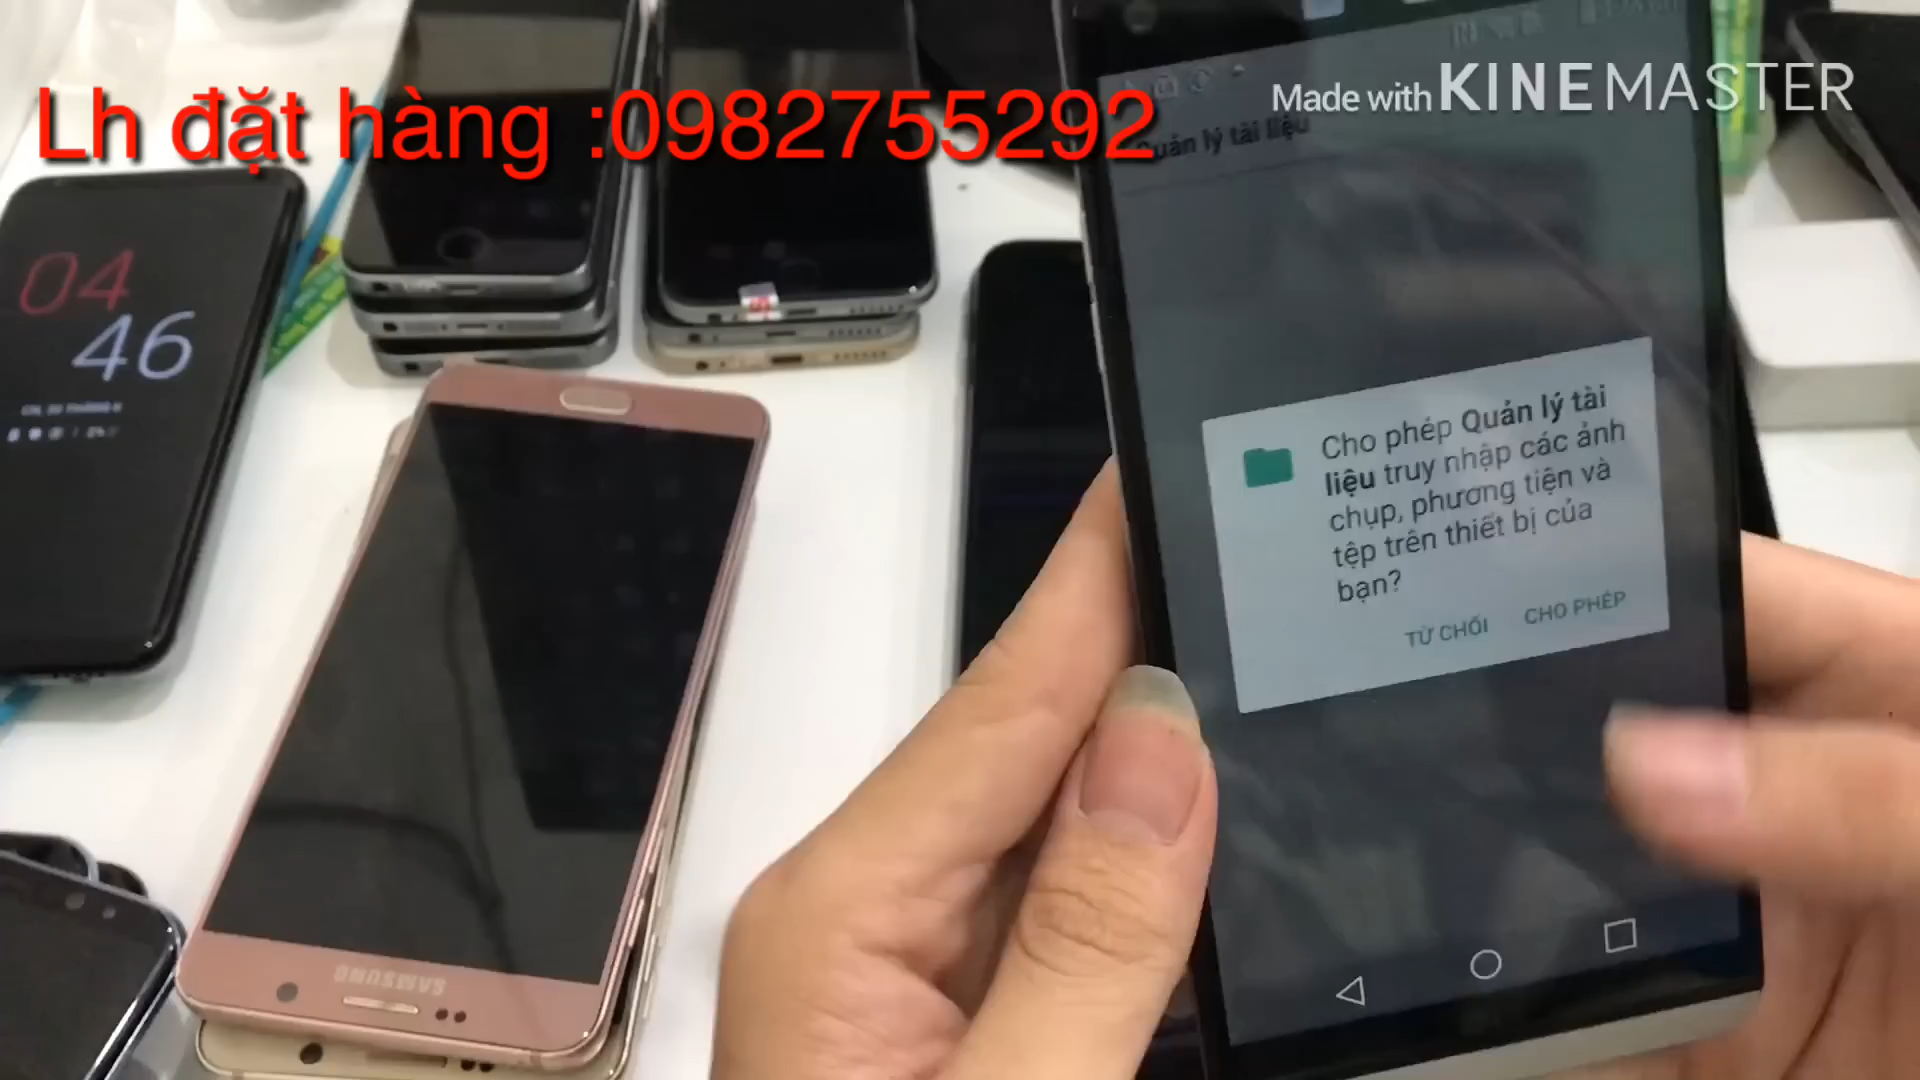 Lh đặt hàng :0982755292
Made with KINEMASTER
Quản lý tài liệu
04
46
Cho phép Quản lý tài
liệu truy nhập các ảnh
chụp, phương tiện và
tệp trên thiết bị của
bạn?
TỪ CHỐI CHO PHÉP
SAMSUNG